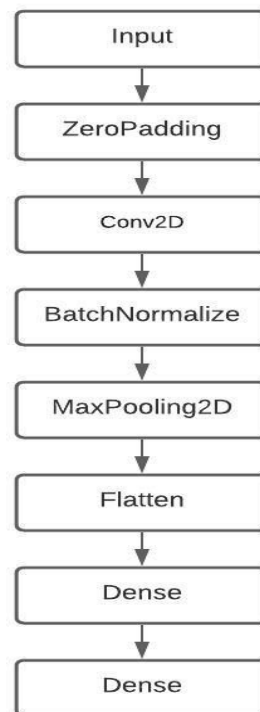 Input
ZeroPadding
Conv2D
BatchNormalize
MaxPooling2D
Flatten
Dense
Dense